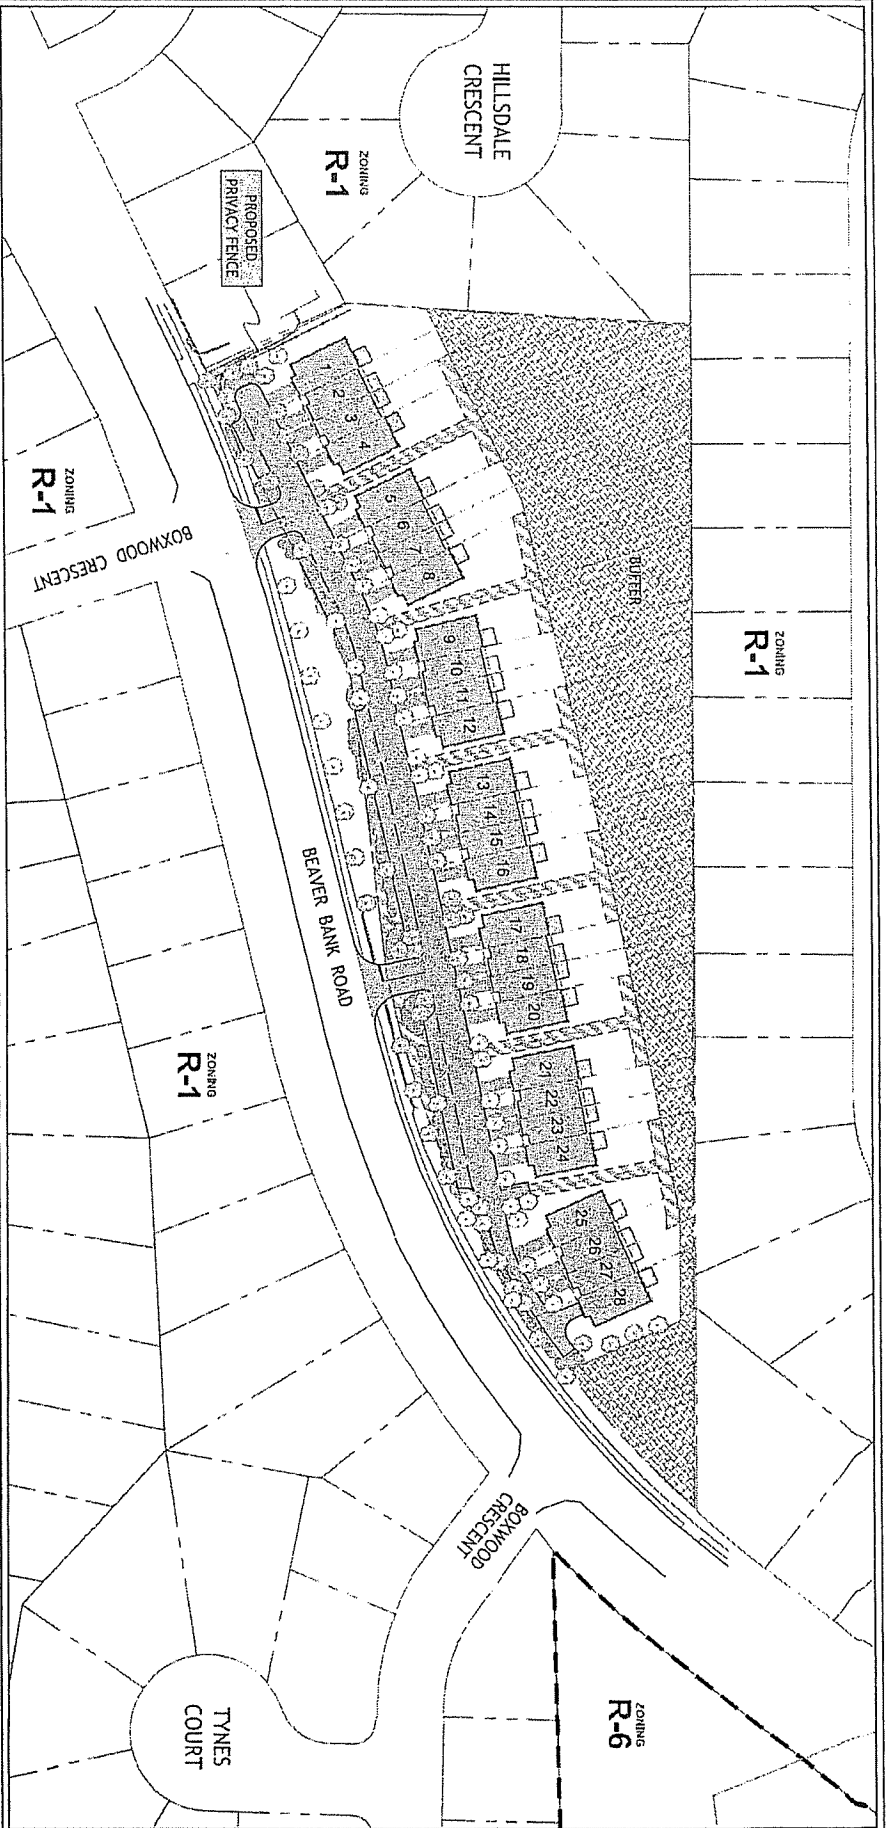 HILLSDALE
CRESCENT
ZONING
R-1
PROPOSED
PRIVACY FENCE
ZONING
R-1
BOXWOOD CRESCENT
BUFFER
ZONING
R-1
1
2
3
4
5
6
7
8
9
10
11
12
13
14
15
16
17
18
19
20
21
22
23
24
25
26
27
28
BEAVER BANK ROAD
ZONING
R-1
BOXWOOD
CRESCENT
ZONING
R-6
TYNES
COURT